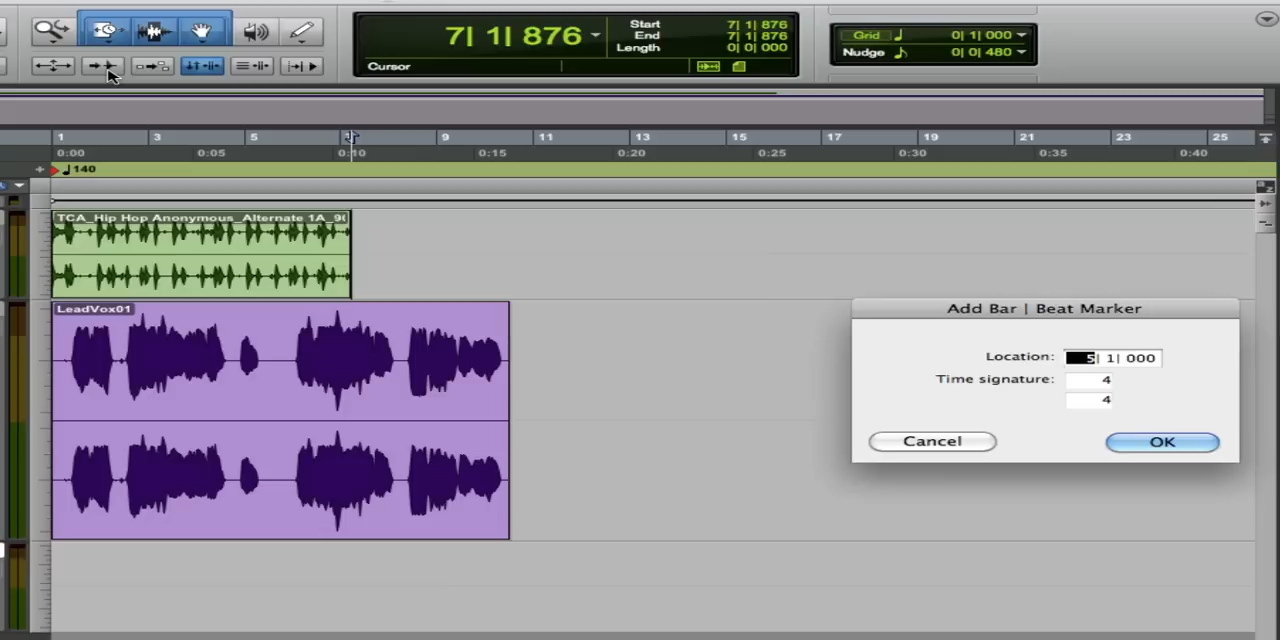 7| 1| 876
Start 7| 1| 876
End 7| 1| 876
Length 0| 0| 000
Cursor
Grid 0| 1| 000
Nudge 0| 0| 480
1 3 5 7 9 11 13 15 17 19 21 23 25
0:00 0:05 0:10 0:15 0:20 0:25 0:30 0:35 0:40
+ 140
TCA_Hip Hop Anonymous_Alternate 1A_90
LeadVox01
Add Bar | Beat Marker
Location: 5| 1| 000
Time signature: 4
4
Cancel OK